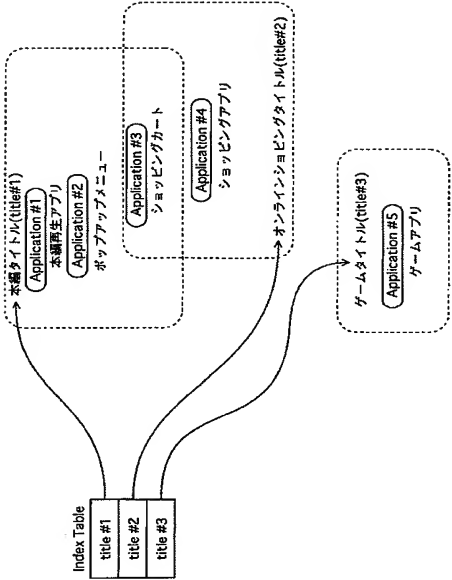 Index Table
title #1
title #2
title #3
本編タイトル(title#1)
Application #1
本編再生アプリ
Application #2
ポップアップメニュー
Application #3
ショッピングカート
Application #4
ショッピングアプリ
オンラインショッピングタイトル(title#2)
ゲームタイトル(title#3)
Application #5
ゲームアプリ